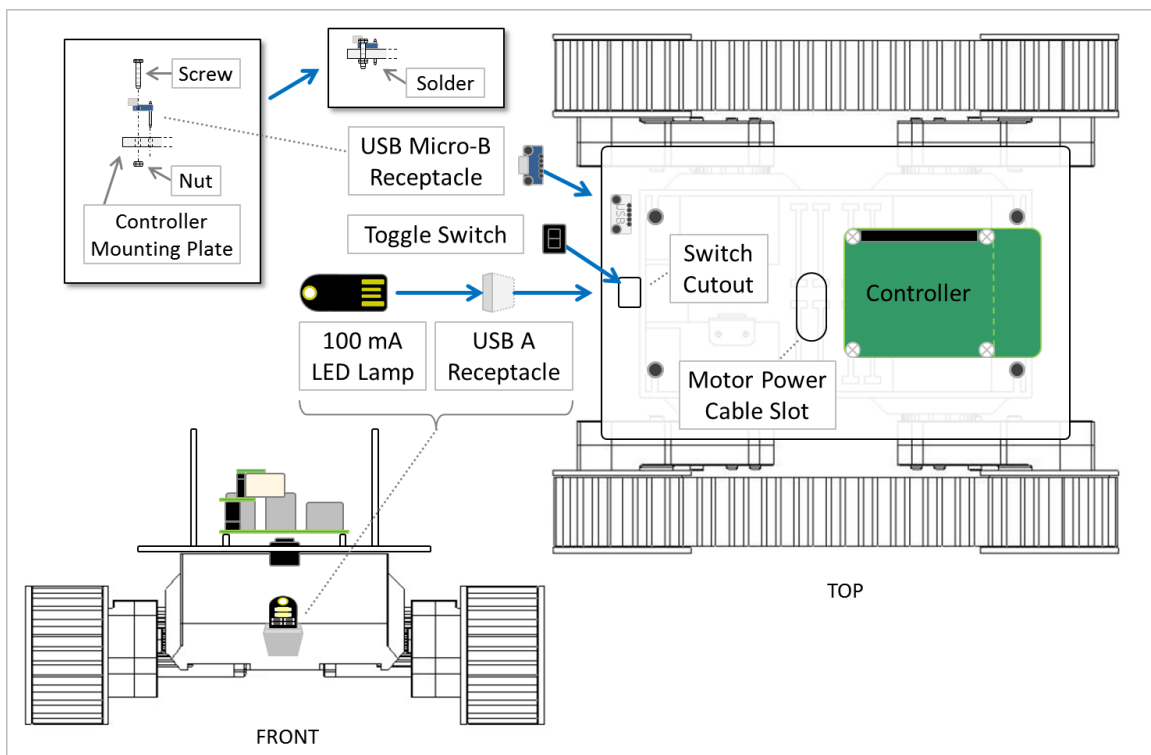 Screw
Nut
Controller
Mounting Plate
Solder
USB Micro-B
Receptacle
Toggle Switch
100 mA
LED Lamp
USB A
Receptacle
USB
Switch
Cutout
Controller
Motor Power
Cable Slot
TOP
FRONT